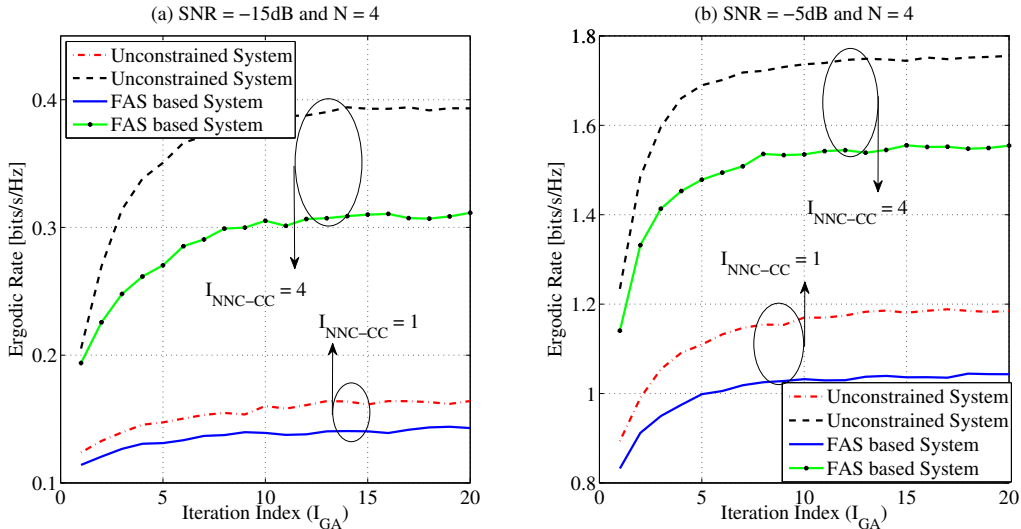 (a) SNR = −15dB and N = 4
Ergodic Rate [bits/s/Hz]
0.4
0.3
0.2
0.1
Unconstrained System
Unconstrained System
FAS based System
FAS based System
I_NNC−CC = 4
I_NNC−CC = 1
0 5 10 15 20
Iteration Index (I_GA)
(b) SNR = −5dB and N = 4
Ergodic Rate [bits/s/Hz]
1.8
1.6
1.4
1.2
1
0.8
I_NNC−CC = 4
I_NNC−CC = 1
Unconstrained System
Unconstrained System
FAS based System
FAS based System
0 5 10 15 20
Iteration Index (I_GA)